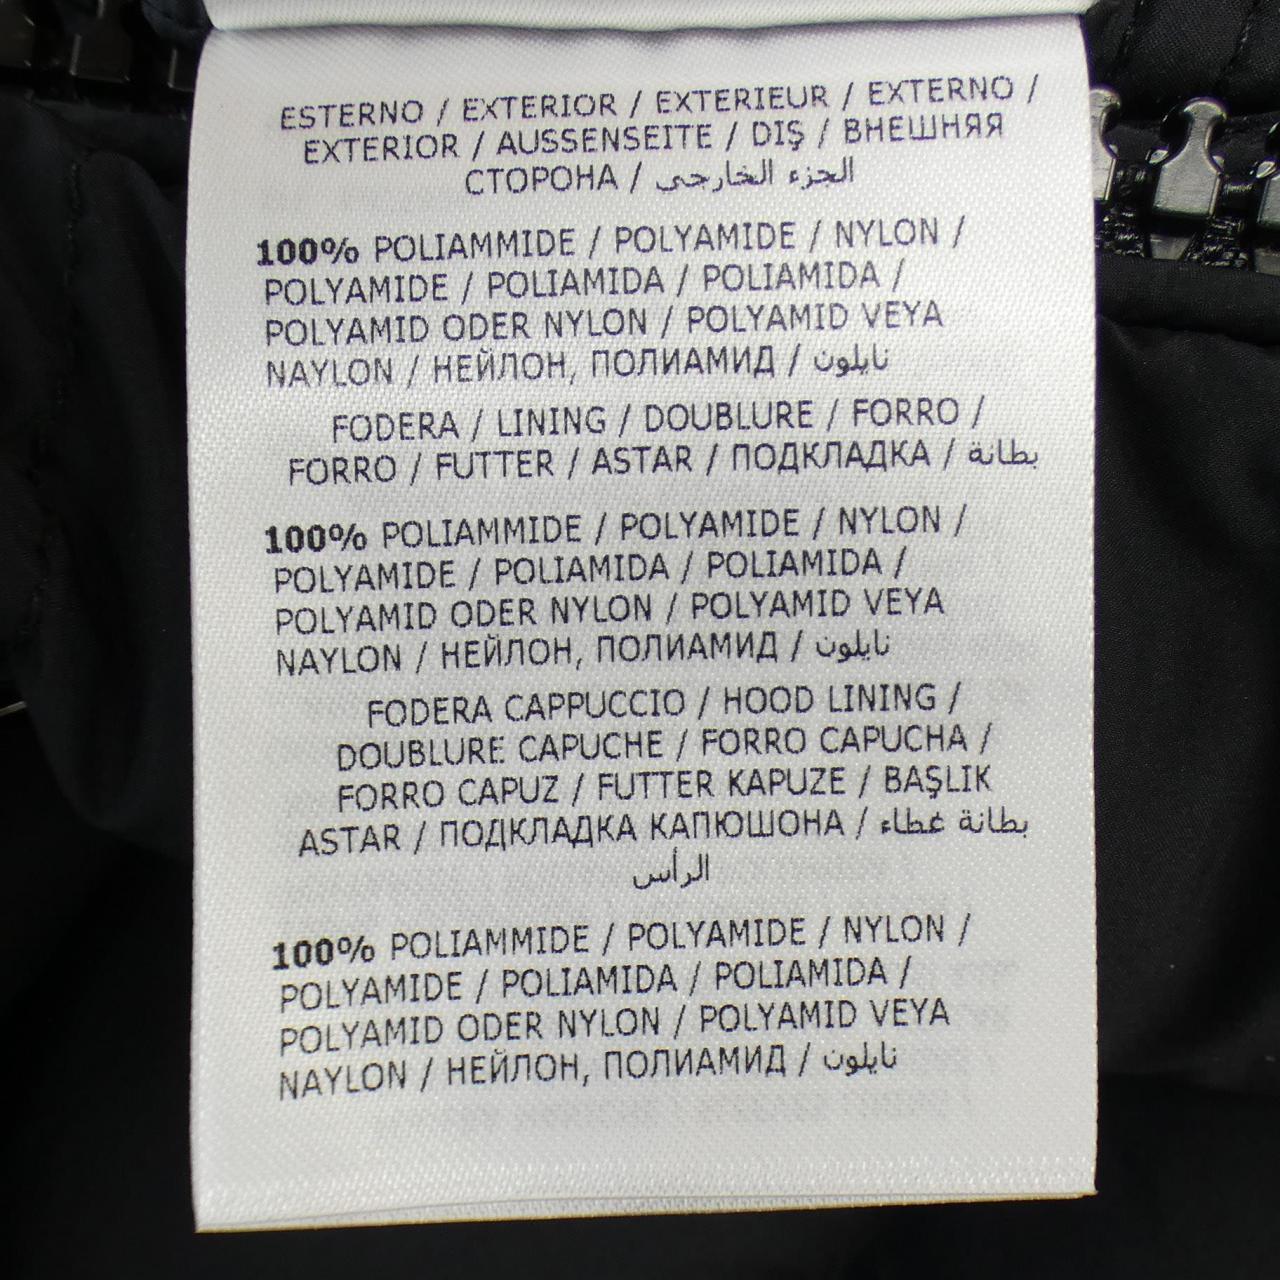 ESTERNO / EXTERIOR / EXTERIEUR / EXTERNO /
EXTERIOR / AUSSENSEITE / DIŞ / ВНЕШНЯЯ
СТОРОНА / الجزء الخارجى
100% POLIAMMIDE / POLYAMIDE / NYLON /
POLYAMIDE / POLIAMIDA / POLIAMIDA /
POLYAMID ODER NYLON / POLYAMID VEYA
NAYLON / НЕЙЛОН, ПОЛИАМИД / نايلون
FODERA / LINING / DOUBLURE / FORRO /
FORRO / FUTTER / ASTAR / ПОДКЛАДКА / بطانة
100% POLIAMMIDE / POLYAMIDE / NYLON /
POLYAMIDE / POLIAMIDA / POLIAMIDA /
POLYAMID ODER NYLON / POLYAMID VEYA
NAYLON / НЕЙЛОН, ПОЛИАМИД / نايلون
FODERA CAPPUCCIO / HOOD LINING /
DOUBLURE CAPUCHE / FORRO CAPUCHA /
FORRO CAPUZ / FUTTER KAPUZE / BAŞLIK
ASTAR / ПОДКЛАДКА КАПЮШОНА / بطانة غطاء
الرأس
100% POLIAMMIDE / POLYAMIDE / NYLON /
POLYAMIDE / POLIAMIDA / POLIAMIDA /
POLYAMID ODER NYLON / POLYAMID VEYA
NAYLON / НЕЙЛОН, ПОЛИАМИД / نايلون